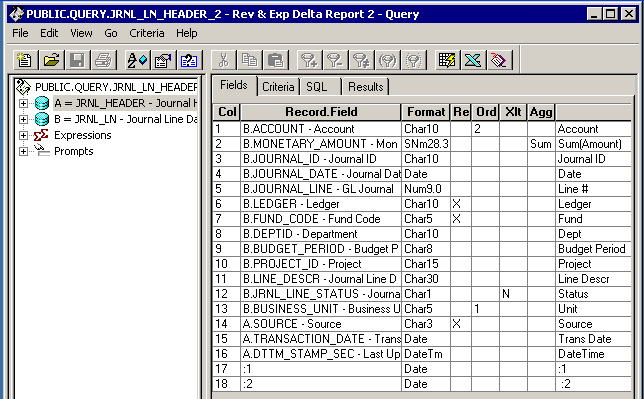 PUBLIC.QUERY.JRNL_LN_HEADER_2 - Rev & Exp Delta Report 2 - Query
File Edit View Go Criteria Language Help
PUBLIC.QUERY.JRNL_LN_HEADER
A = JRNL_HEADER - Journal H
B = JRNL_LN - Journal Line Da
Expressions
Prompts
Fields Criteria SQL Results
Col Record.Field Format Re Ord Xlt Agg
1 B.ACCOUNT - Account Char10 2 Account
2 B.MONETARY_AMOUNT - Mon SNm28.3 Sum Sum(Amount)
3 B.JOURNAL_ID - Journal ID Char10 Journal ID
4 B.JOURNAL_DATE - Journal Dat Date Date
5 B.JOURNAL_LINE - GL Journal Num9.0 Line #
6 B.LEDGER - Ledger Char10 X Ledger
7 B.FUND_CODE - Fund Code Char5 X Fund
8 B.DEPTID - Department Char10 Dept
9 B.BUDGET_PERIOD - Budget P Char8 Budget Period
10 B.PROJECT_ID - Project Char15 Project
11 B.LINE_DESCR - Journal Line D Char30 Line Descr
12 B.JRNL_LINE_STATUS - Journa Char1 N Status
13 B.BUSINESS_UNIT - Business U Char5 1 Unit
14 A.SOURCE - Source Char3 X Source
15 A.TRANSACTION_DATE - Trans Date Trans Date
16 A.DTTM_STAMP_SEC - Last Up DateTm DateTime
17 :1 Date :1
18 :2 Date :2